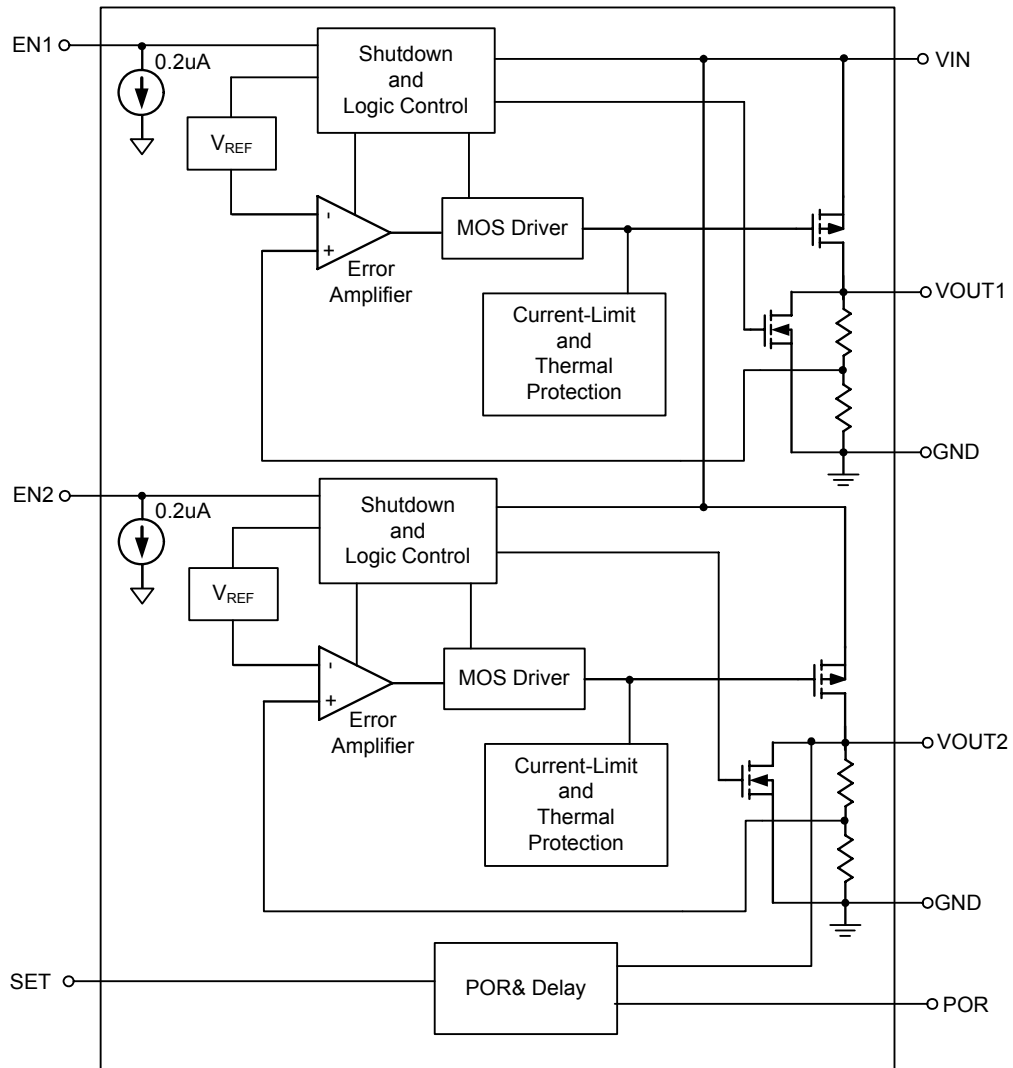 EN1
0.2uA
Shutdown
and
Logic Control
VIN
VREF
-
+
Error
Amplifier
MOS Driver
Current-Limit
and
Thermal
Protection
VOUT1
GND
EN2
0.2uA
Shutdown
and
Logic Control
VREF
-
+
Error
Amplifier
MOS Driver
Current-Limit
and
Thermal
Protection
VOUT2
GND
SET
POR& Delay
POR